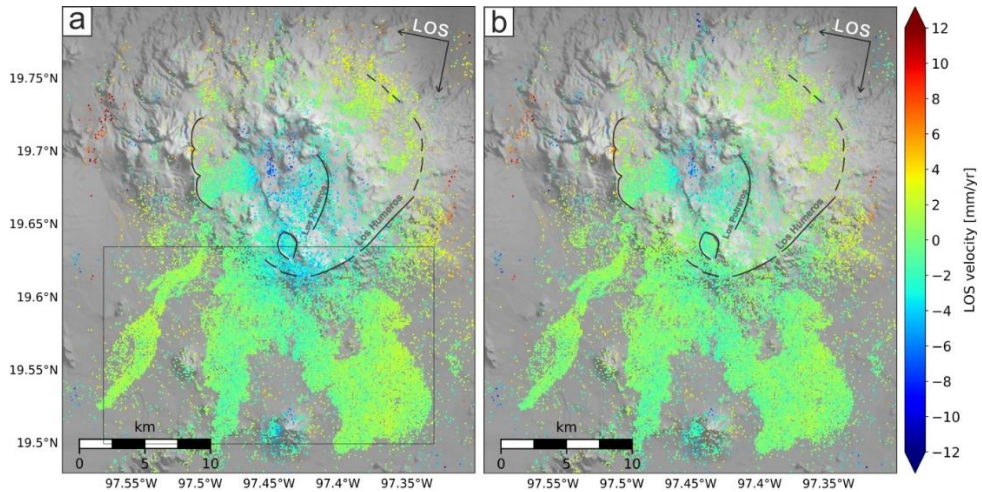 a
LOS
19.75°N
19.7°N
19.65°N
19.6°N
19.55°N
19.5°N
Los Potreros
Los Humeros
km
0 5 10
97.55°W 97.5°W 97.45°W 97.4°W 97.35°W
b
LOS
Los Potreros
Los Humeros
km
0 5 10
97.55°W 97.5°W 97.45°W 97.4°W 97.35°W
12
10
8
6
4
2
0
−2
−4
−6
−8
−10
−12
LOS velocity [mm/yr]